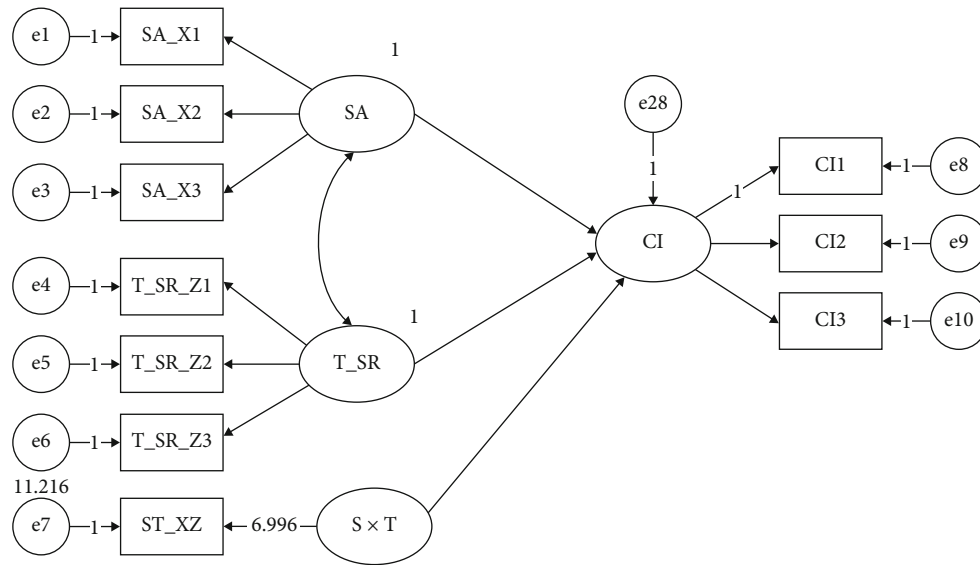 e1
1
SA_X1
e2
1
SA_X2
e3
1
SA_X3
1
SA
e4
1
T_SR_Z1
e5
1
T_SR_Z2
e6
1
T_SR_Z3
1
T_SR
11.216
e7
1
ST_XZ
6.996
S × T
e28
1
CI
1
CI1
1
e8
CI2
1
e9
CI3
1
e10